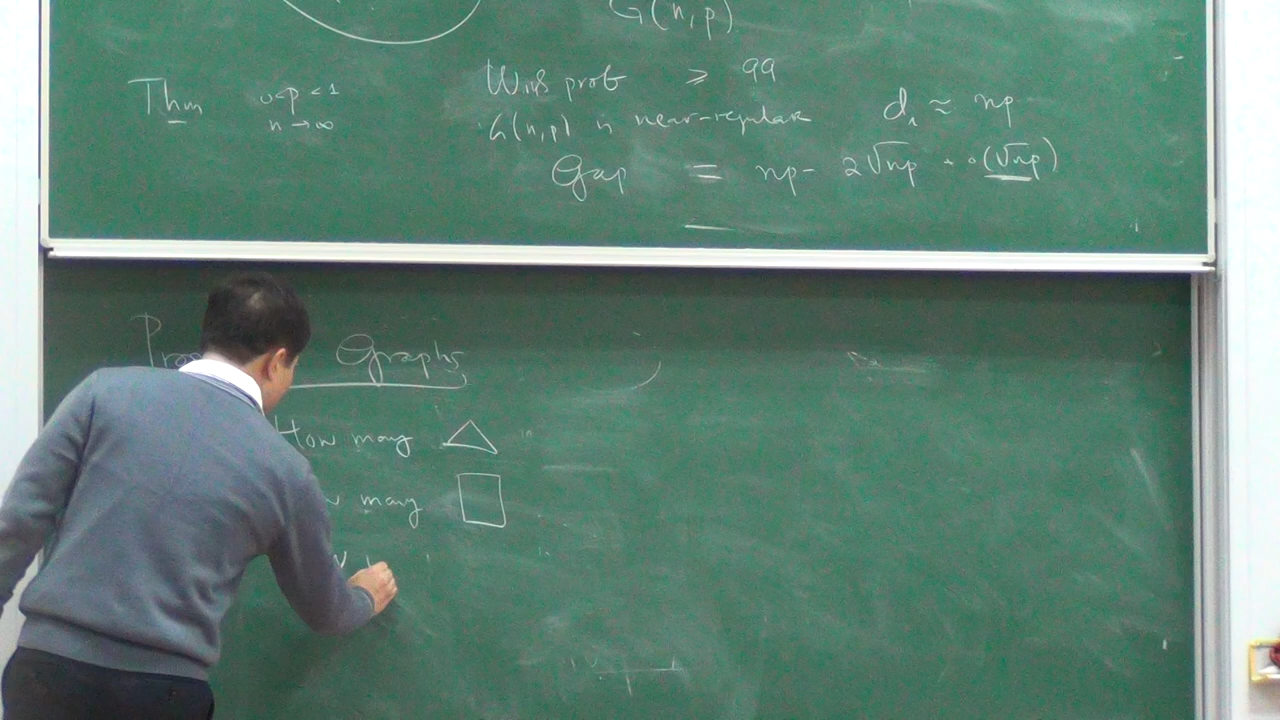 G(n,p)
Thm 0<p<1
n→∞
With prob ≥ 99
G(n,p) is near-regular d₁ ≈ np
Gap = np - 2√np + o(√np)
Graphs
How many △
many □